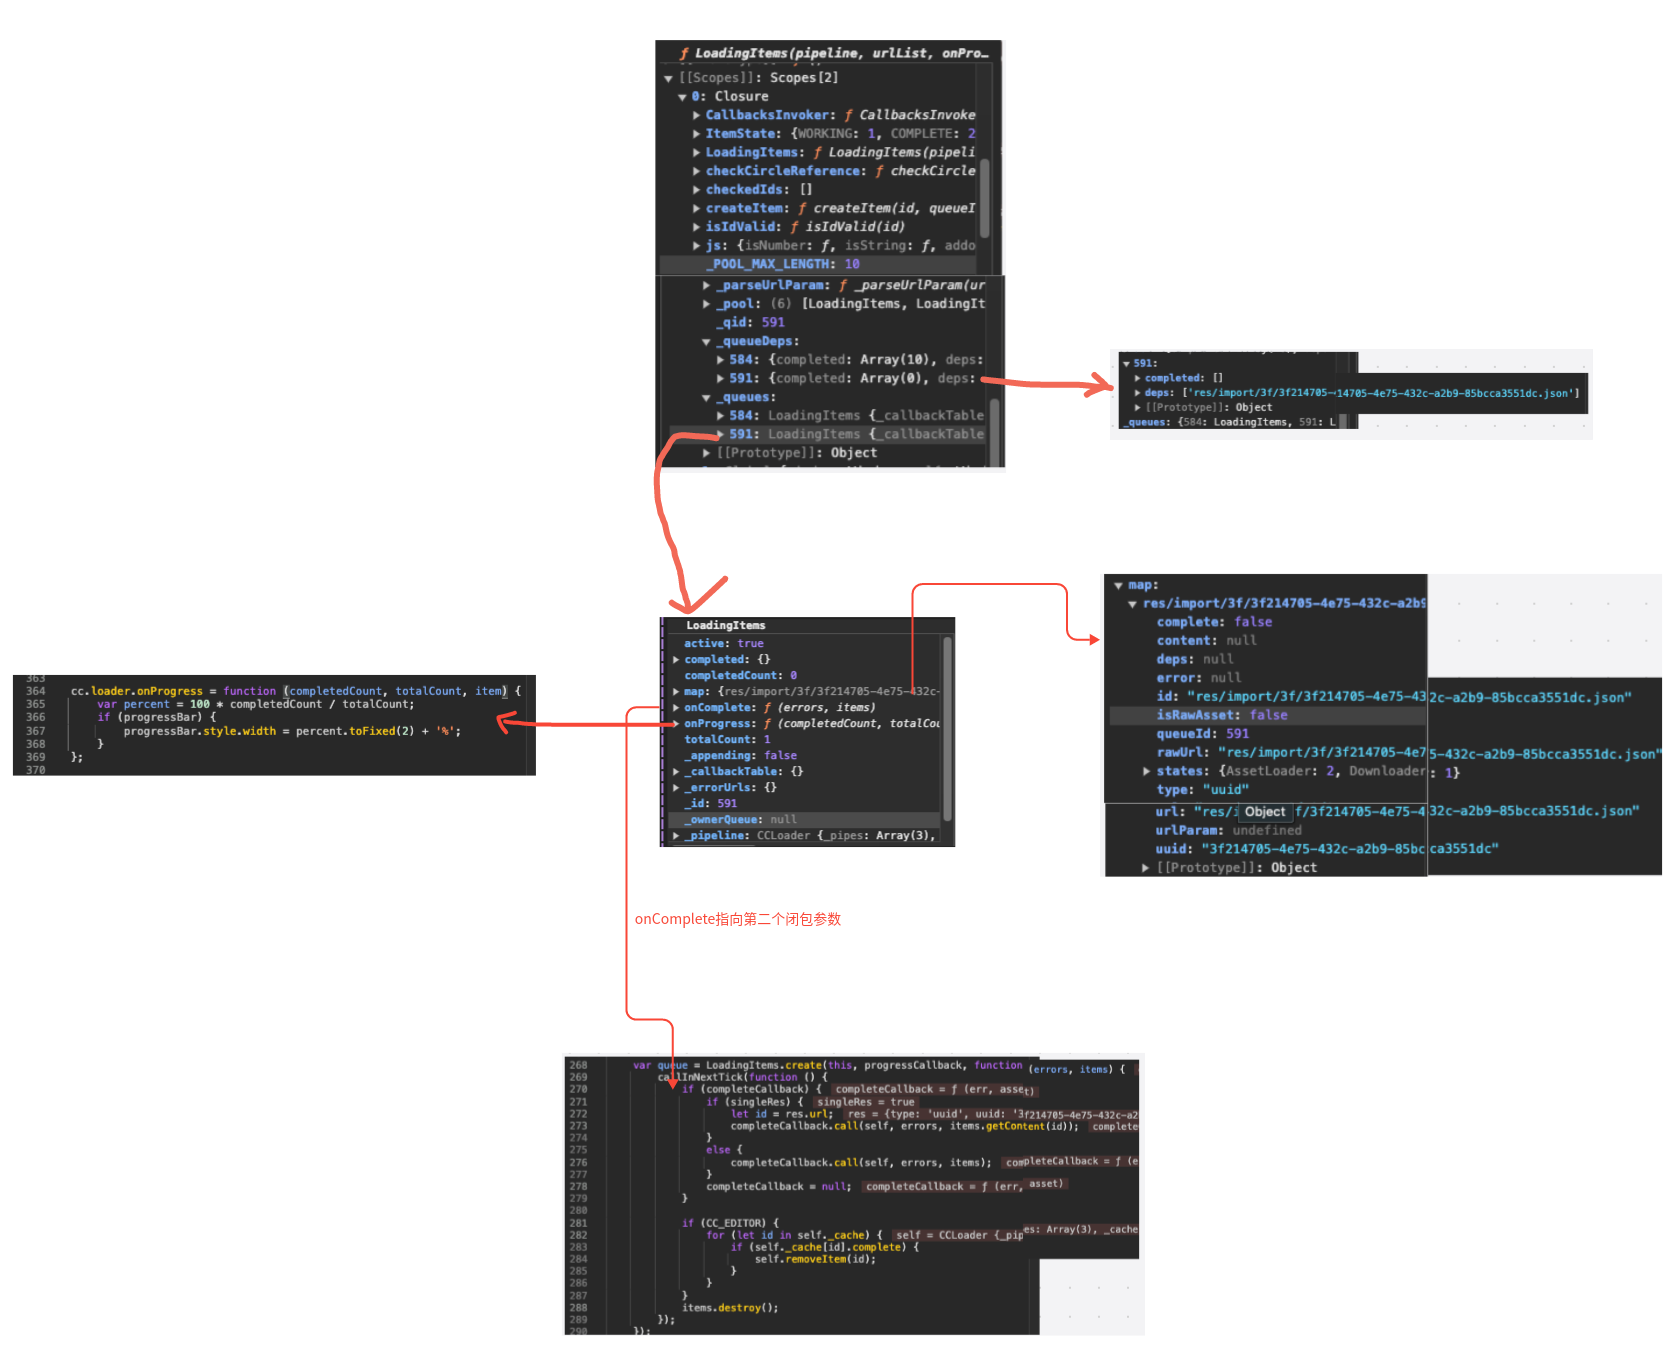 ƒ LoadingItems(pipeline, urlList, onPro…
[[Scopes]]: Scopes[2]
0: Closure
CallbacksInvoker: ƒ CallbacksInvoke
ItemState: {WORKING: 1, COMPLETE: 2
LoadingItems: ƒ LoadingItems(pipeli
checkCircleReference: ƒ checkCircle
checkedIds: []
createItem: ƒ createItem(id, queueI
isIdValid: ƒ isIdValid(id)
js: {isNumber: ƒ, isString: ƒ, addo
_POOL_MAX_LENGTH: 10
_parseUrlParam: ƒ _parseUrlParam(ur
_pool: (6) [LoadingItems, LoadingIt
_qid: 591
_queueDeps:
584: {completed: Array(10), deps:
591: {completed: Array(0), deps:
_queues:
584: LoadingItems {_callbackTable
591: LoadingItems {_callbackTable
[[Prototype]]: Object
591:
completed: []
deps: ['res/import/3f/3f214705-14705-4e75-432c-a2b9-85bcca3551dc.json']
[[Prototype]]: Object
_queues: {584: LoadingItems, 591: L
LoadingItems
active: true
completed: {}
completedCount: 0
map: {res/import/3f/3f214705-4e75-432c-
onComplete: ƒ (errors, items)
onProgress: ƒ (completedCount, totalCou
totalCount: 1
_appending: false
_callbackTable: {}
_errorUrls: {}
_id: 591
_ownerQueue: null
_pipeline: CCLoader {_pipes: Array(3),
map:
res/import/3f/3f214705-4e75-432c-a2b9
complete: false
content: null
deps: null
error: null
id: "res/import/3f/3f214705-4e75-432c-a2b9-85bcca3551dc.json"
isRawAsset: false
queueId: 591
rawUrl: "res/import/3f/3f214705-4e75-432c-a2b9-85bcca3551dc.json"
states: {AssetLoader: 2, Downloader: 1}
type: "uuid"
url: "res/i Object f/3f214705-4e75-432c-a2b9-85bcca3551dc.json"
urlParam: undefined
uuid: "3f214705-4e75-432c-a2b9-85bcca3551dc"
[[Prototype]]: Object
363
364 cc.loader.onProgress = function (completedCount, totalCount, item) {
365 var percent = 100 * completedCount / totalCount;
366 if (progressBar) {
367 progressBar.style.width = percent.toFixed(2) + '%';
368 }
369 };
370
onComplete指向第二个闭包参数
268 var queue = LoadingItems.create(this, progressCallback, function (errors, items) {
269 callInNextTick(function () {
270 if (completeCallback) { completeCallback = ƒ (err, asset)
271 if (singleRes) { singleRes = true
272 let id = res.url; res = {type: 'uuid', uuid: '3f214705-4e75-432c-a2
273 completeCallback.call(self, errors, items.getContent(id)); complete
274 }
275 else {
276 completeCallback.call(self, errors, items); completeCallback = ƒ (e
277 }
278 completeCallback = null; completeCallback = ƒ (err, asset)
279 }
280
281 if (CC_EDITOR) {
282 for (let id in self._cache) { self = CCLoader {_pipes: Array(3), _cache
283 if (self._cache[id].complete) {
284 self.removeItem(id);
285 }
286 }
287 }
288 items.destroy();
289 });
290 });